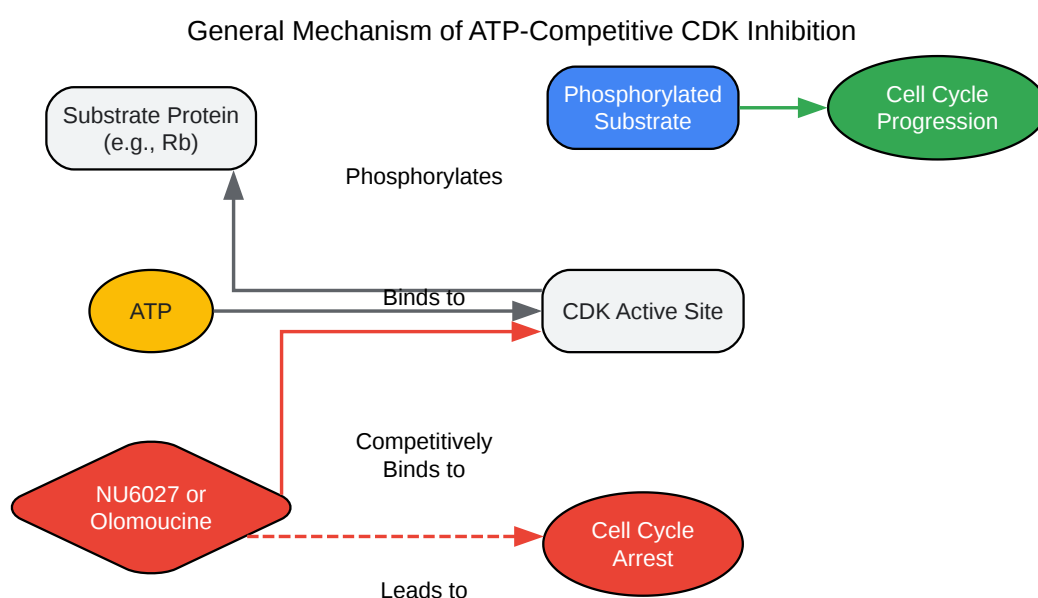 General Mechanism of ATP-Competitive CDK Inhibition
Substrate Protein
(e.g., Rb)
Phosphorylated
Substrate
Cell Cycle
Progression
Phosphorylates
ATP
Binds to
CDK Active Site
Competitively
Binds to
NU6027 or
Olomoucine
Cell Cycle
Arrest
Leads to